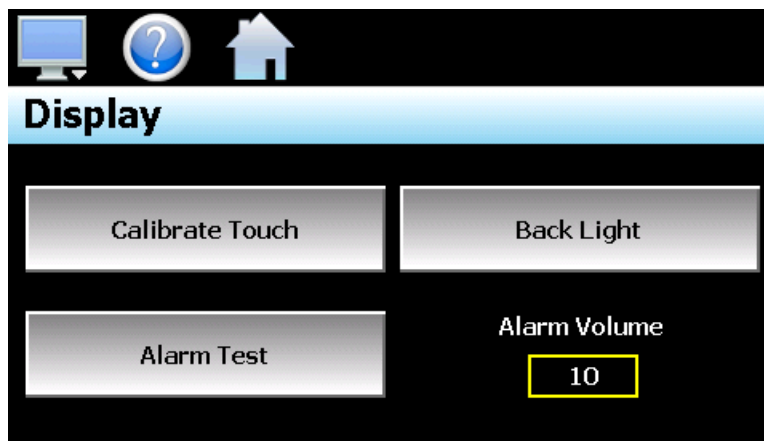 ?
Display
Calibrate Touch
Back Light
Alarm Test
Alarm Volume
10